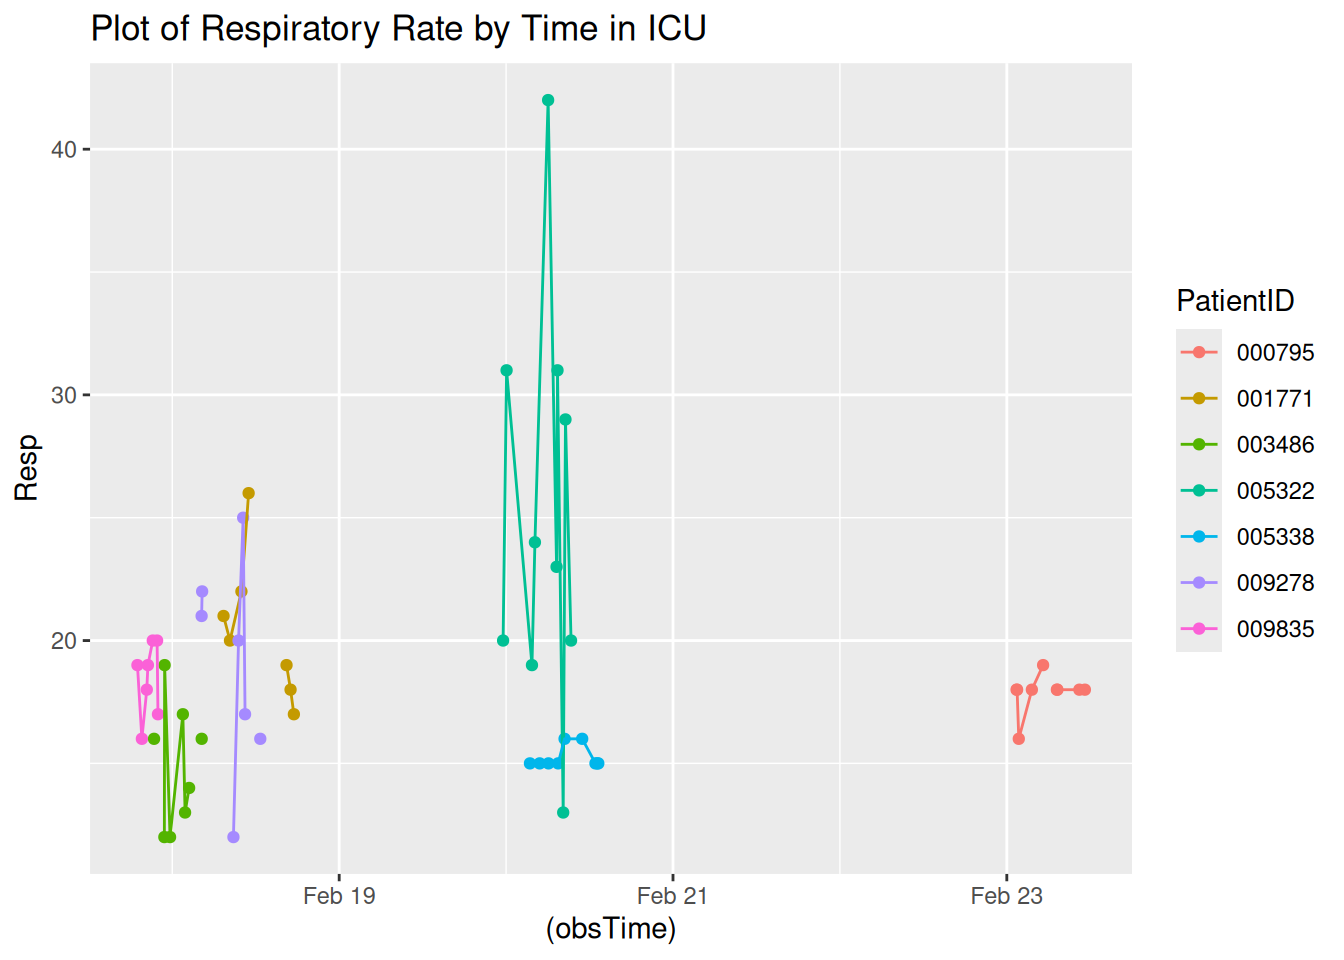 Plot of Respiratory Rate by Time in ICU
40
30
20
Resp
Feb 19
Feb 21
Feb 23
(obsTime)
PatientID
000795
001771
003486
005322
005338
009278
009835